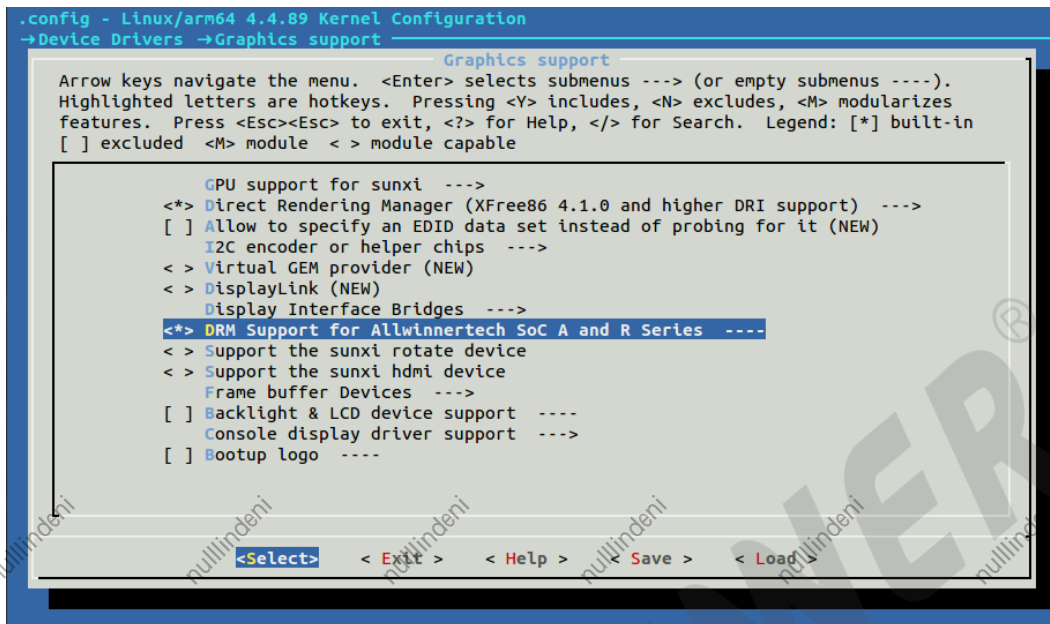 .config - Linux/arm64 4.4.89 Kernel Configuration
→Device Drivers →Graphics support
Graphics support
Arrow keys navigate the menu. <Enter> selects submenus ---> (or empty submenus ----).
Highlighted letters are hotkeys. Pressing <Y> includes, <N> excludes, <M> modularizes
features. Press <Esc><Esc> to exit, <?> for Help, </> for Search. Legend: [*] built-in
[ ] excluded <M> module < > module capable
GPU support for sunxi --->
<*> Direct Rendering Manager (XFree86 4.1.0 and higher DRI support) --->
[ ] Allow to specify an EDID data set instead of probing for it (NEW)
I2C encoder or helper chips --->
< > Virtual GEM provider (NEW)
< > DisplayLink (NEW)
Display Interface Bridges --->
<*> DRM Support for Allwinnertech SoC A and R Series ----
< > Support the sunxi rotate device
< > Support the sunxi hdmi device
Frame buffer Devices --->
[ ] Backlight & LCD device support ----
Console display driver support --->
[ ] Bootup logo ----
<Select> < Exit > < Help > < Save > < Load >